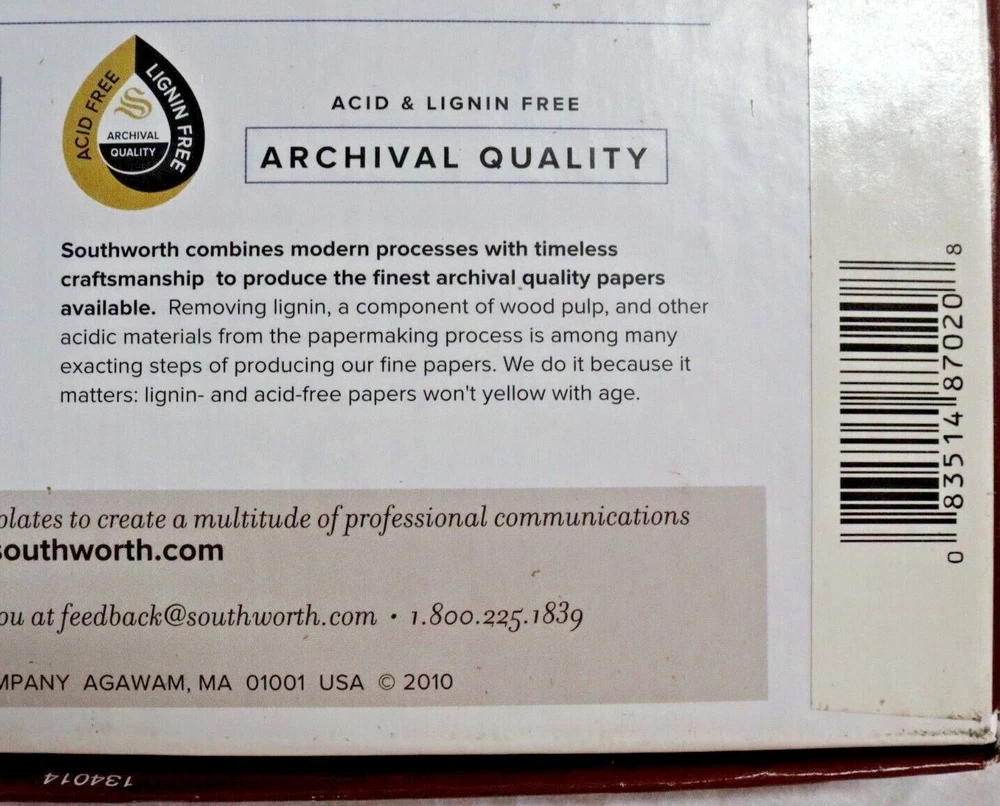 ACID FREE
LIGNIN FREE
S
ARCHIVAL
QUALITY
ACID & LIGNIN FREE
ARCHIVAL QUALITY
Southworth combines modern processes with timeless
craftsmanship to produce the finest archival quality papers
available. Removing lignin, a component of wood pulp, and other
acidic materials from the papermaking process is among many
exacting steps of producing our fine papers. We do it because it
matters: lignin- and acid-free papers won't yellow with age.
plates to create a multitude of professional communications
southworth.com
ou at feedback@southworth.com · 1.800.225.1839
MPANY AGAWAM, MA 01001 USA © 2010
0 83514 87020 8
134014